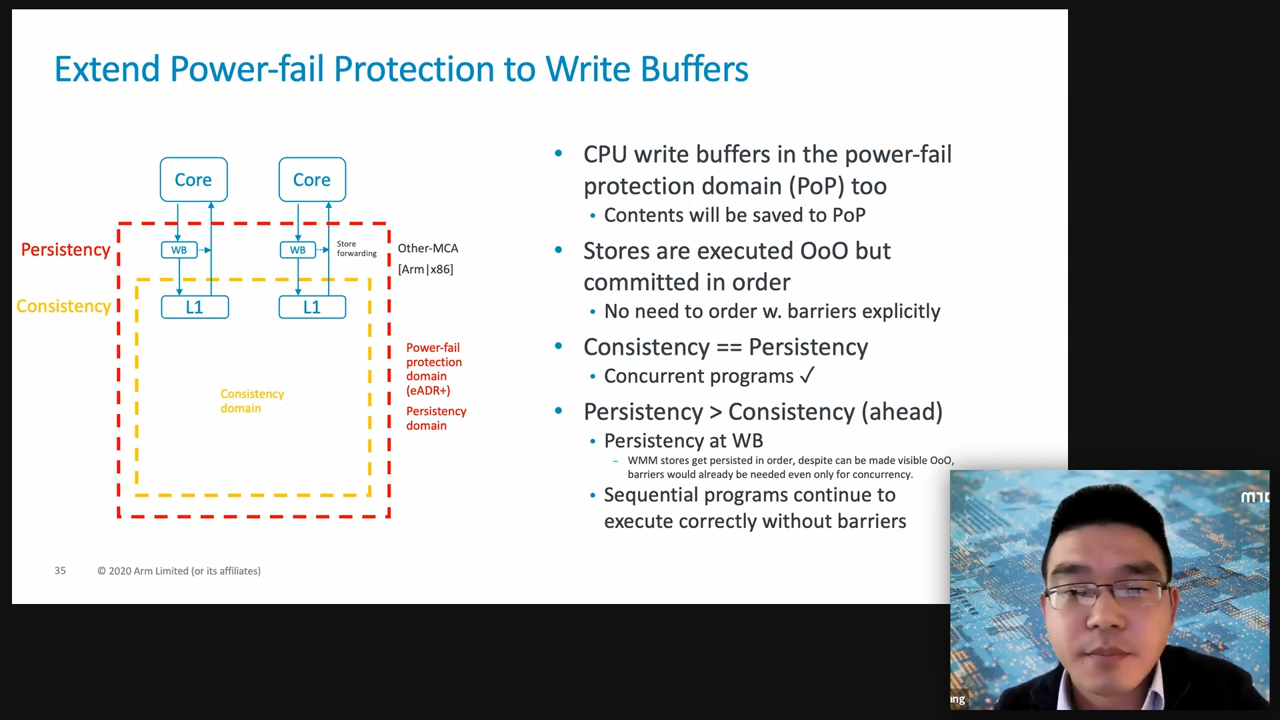 Extend Power-fail Protection to Write Buffers
Core
Core
Persistency
WB
WB
Store
forwarding
Other-MCA
[Arm|x86]
Consistency
L1
L1
Power-fail
protection
domain
(eADR+)
Persistency
domain
Consistency
domain
• CPU write buffers in the power-fail
protection domain (PoP) too
• Contents will be saved to PoP
• Stores are executed OoO but
committed in order
• No need to order w. barriers explicitly
• Consistency == Persistency
• Concurrent programs ✓
• Persistency > Consistency (ahead)
• Persistency at WB
– WMM stores get persisted in order, despite can be made visible OoO,
barriers would already be needed even only for concurrency.
• Sequential programs continue to
execute correctly without barriers
35
© 2020 Arm Limited (or its affiliates)